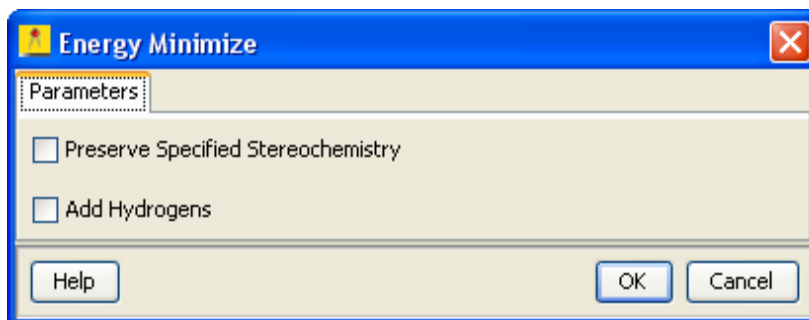 Energy Minimize
Parameters
Preserve Specified Stereochemistry
Add Hydrogens
Help OK Cancel